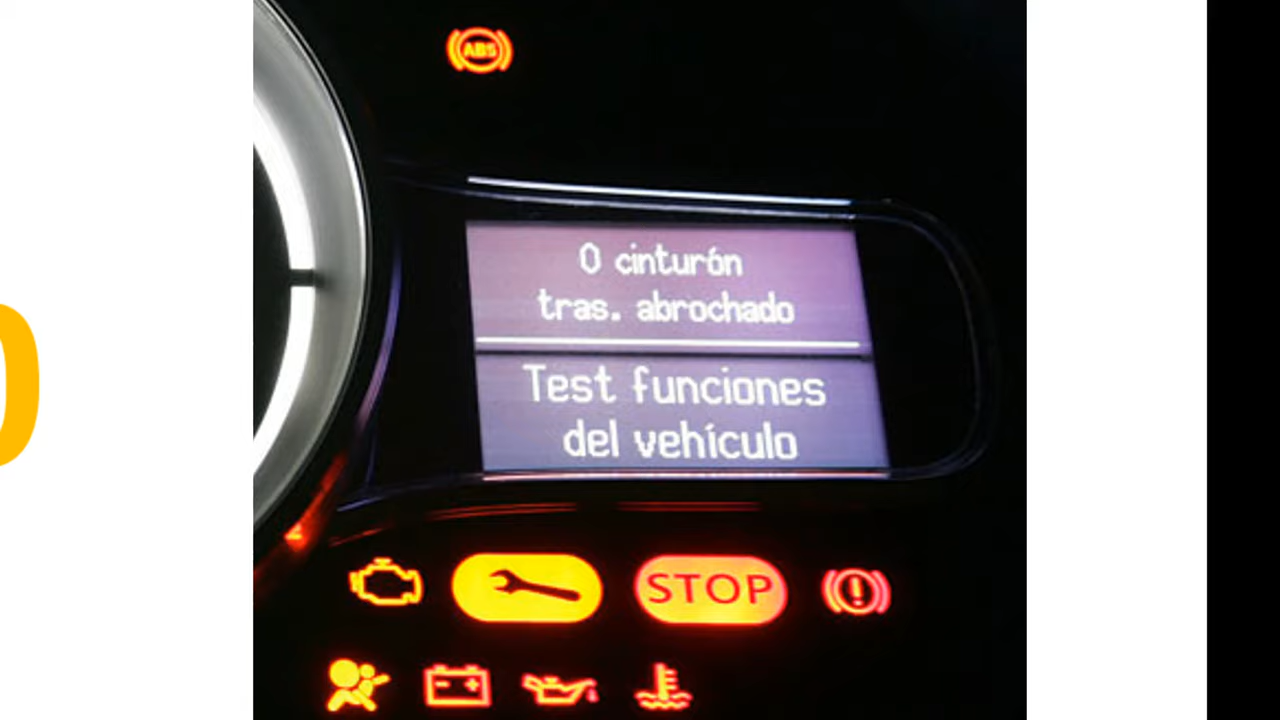 ABS
0 cinturón
tras. abrochado
Test funciones
del vehículo
STOP